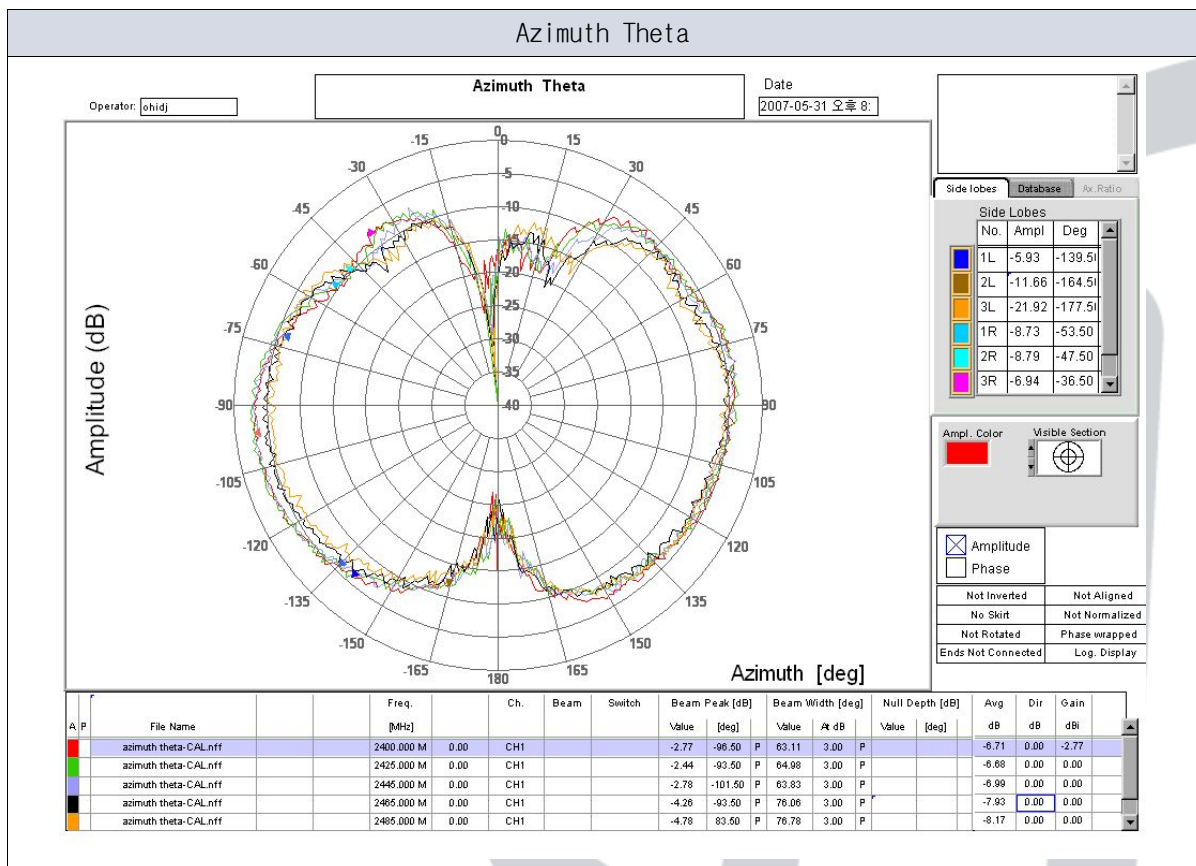 Azimuth Theta
Operator: ohidj
Azimuth Theta
Date
2007-05-31 오후 8:
0
-15
15
-30
30
-45
45
-60
60
-75
75
-90
90
-105
105
-120
120
-135
135
-150
150
-165
165
180
0
-5
-10
-15
-20
-25
-30
-35
-40
Amplitude (dB)
Azimuth [deg]
Side lobes Database Ax.Ratio
Side Lobes
No. Ampl Deg
1L -5.93 -139.5
2L -11.66 -164.5
3L -21.92 -177.5
1R -8.73 -53.50
2R -8.79 -47.50
3R -6.94 -36.50
Ampl. Color Visible Section
Amplitude
Phase
Not Inverted Not Aligned
No Skirt Not Normalized
Not Rotated Phase wrapped
Ends Not Connected Log. Display
Freq. Ch. Beam Switch Beam Peak [dB] Beam Width [deg] Null Depth [dB] Avg Dir Gain
A P File Name [MHz] Value [deg] Value At dB Value [deg] dB dB dBi
azimuth theta-CAL.nff 2400.000 M 0.00 CH1 -2.77 -96.50 P 63.11 3.00 P -6.71 0.00 -2.77
azimuth theta-CAL.nff 2425.000 M 0.00 CH1 -2.44 -93.50 P 64.98 3.00 P -6.68 0.00 0.00
azimuth theta-CAL.nff 2445.000 M 0.00 CH1 -2.78 -101.50 P 63.83 3.00 P -6.99 0.00 0.00
azimuth theta-CAL.nff 2465.000 M 0.00 CH1 -4.26 -93.50 P 76.06 3.00 P -7.93 0.00 0.00
azimuth theta-CAL.nff 2485.000 M 0.00 CH1 -4.78 83.50 P 76.78 3.00 P -8.17 0.00 0.00